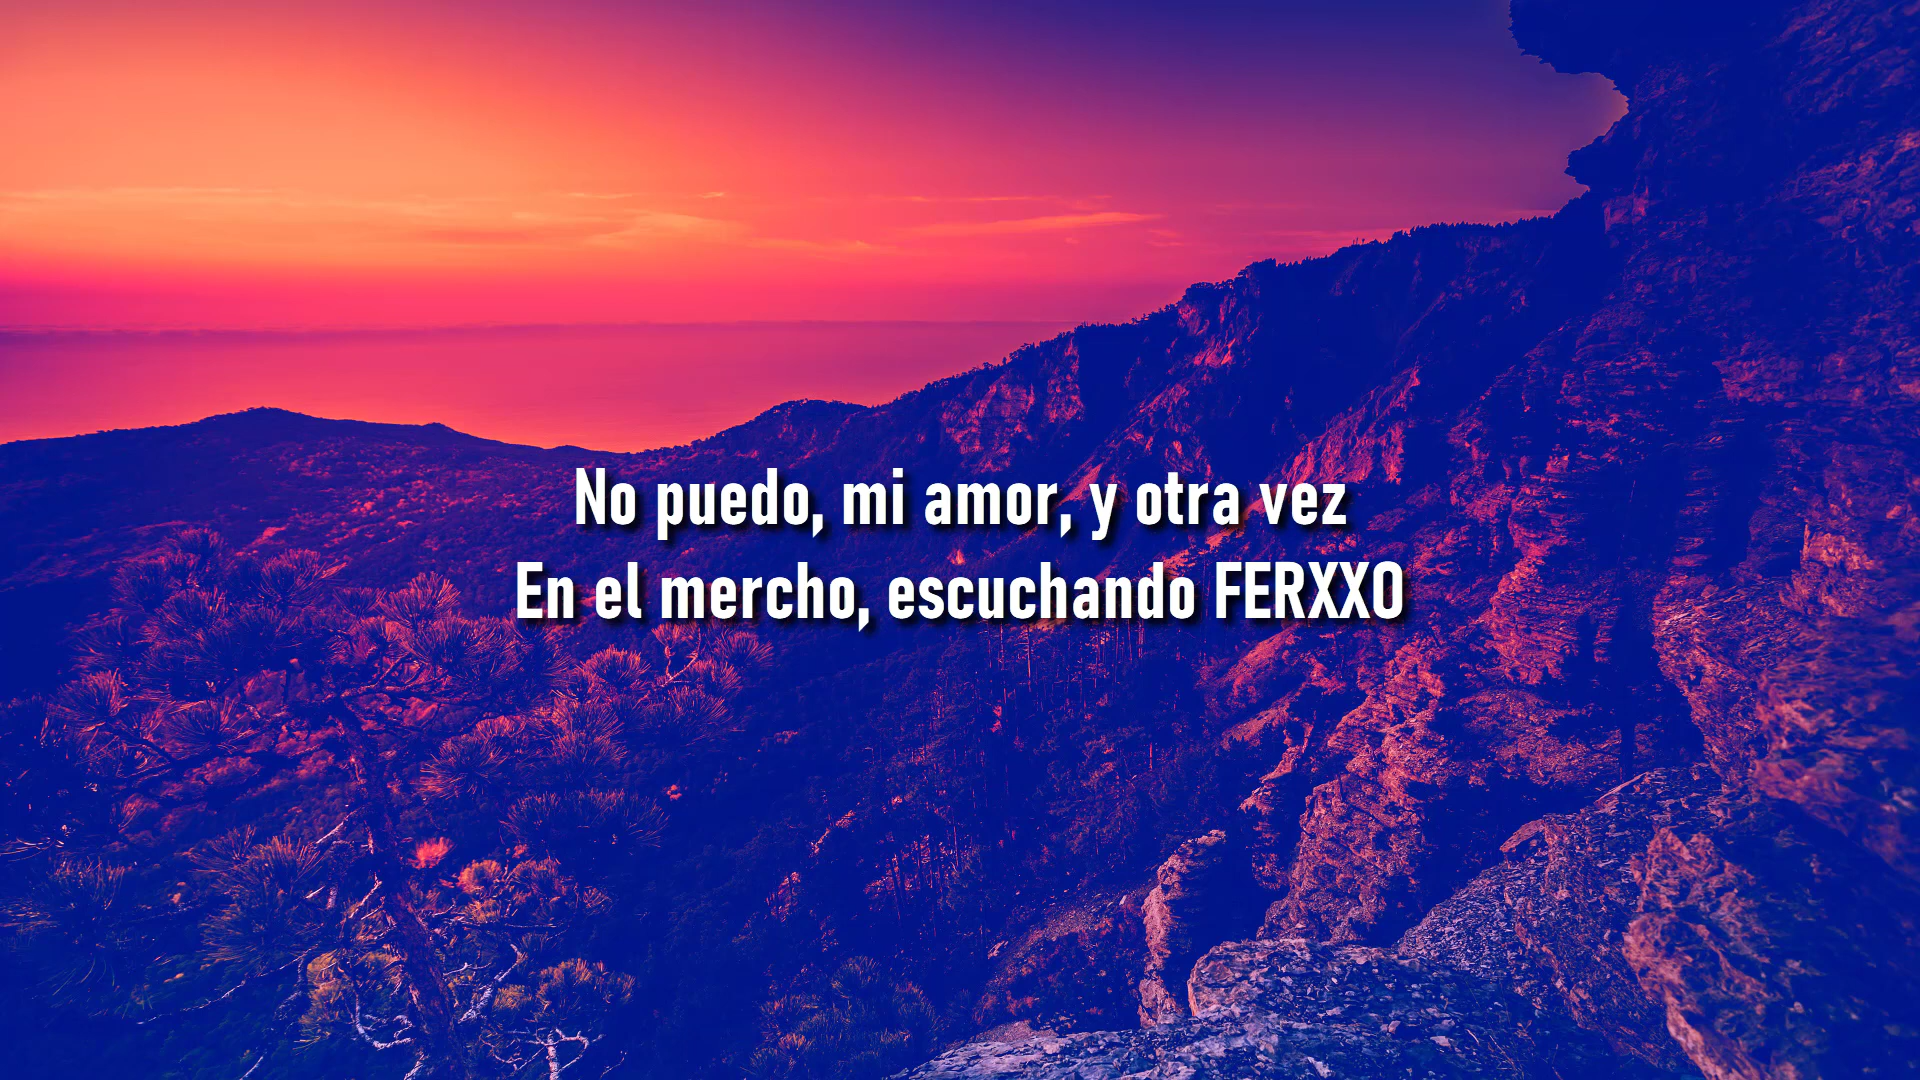 No puedo, mi amor, y otra vez
En el mercho, escuchando FERXXO